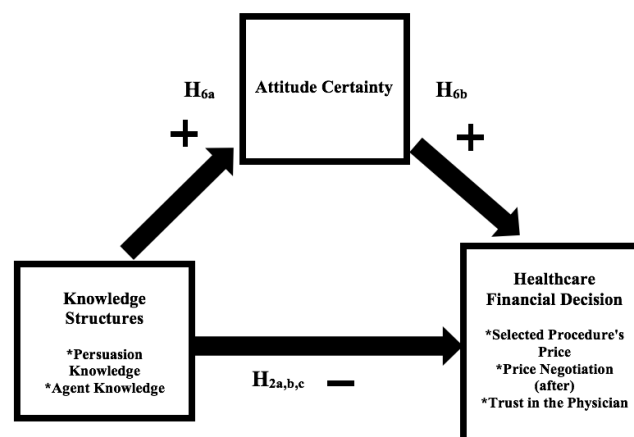 Attitude Certainty
H6a
+
H6b
+
Knowledge
Structures
*Persuasion
Knowledge
*Agent Knowledge
H2a,b,c
−
Healthcare
Financial Decision
*Selected Procedure's
Price
*Price Negotiation
(after)
*Trust in the Physician